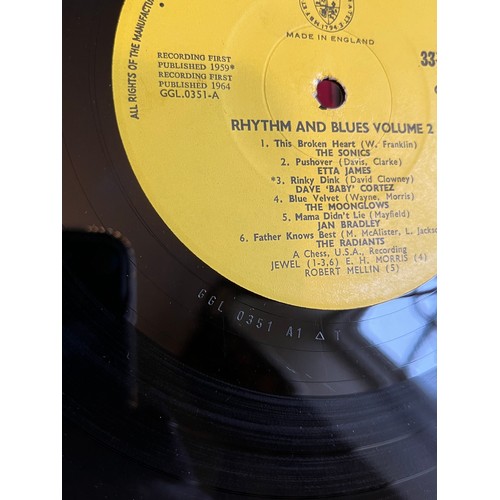 ALL RIGHTS OF THE MANUFACTUR
MADE IN ENGLAND
RECORDING FIRST
PUBLISHED 1959*
RECORDING FIRST
PUBLISHED 1964
GGL.0351-A
33
RHYTHM AND BLUES VOLUME 2
1. This Broken Heart (W. Franklin)
THE SONICS
2. Pushover (Davis, Clarke)
ETTA JAMES
*3. Rinky Dink (David Clowney)
DAVE 'BABY' CORTEZ
4. Blue Velvet (Wayne, Morris)
THE MOONGLOWS
5. Mama Didn't Lie (Mayfield)
JAN BRADLEY
6. Father Knows Best (M. McAlister, L. Jackso
THE RADIANTS
A Chess, U.S.A., Recording
JEWEL (1-3,6) E. H. MORRIS (4)
ROBERT MELLIN (5)
GGL 0351 A1 Δ T